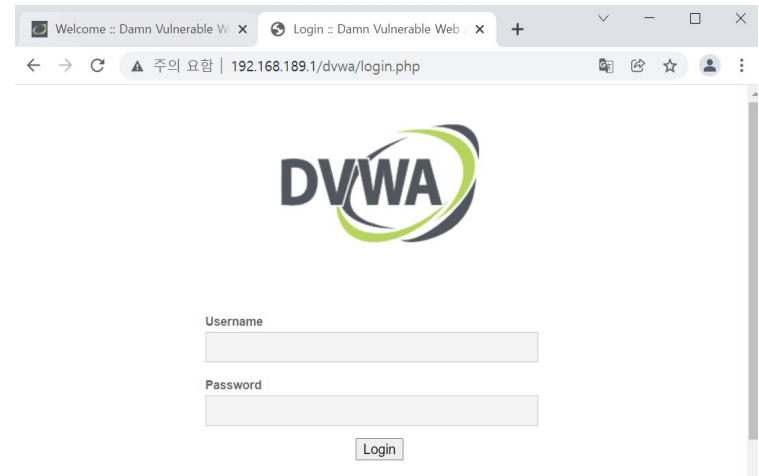 Welcome :: Damn Vulnerable W
Login :: Damn Vulnerable Web A
주의 요함 | 192.168.189.1/dvwa/login.php
DVWA
Username
Password
Login